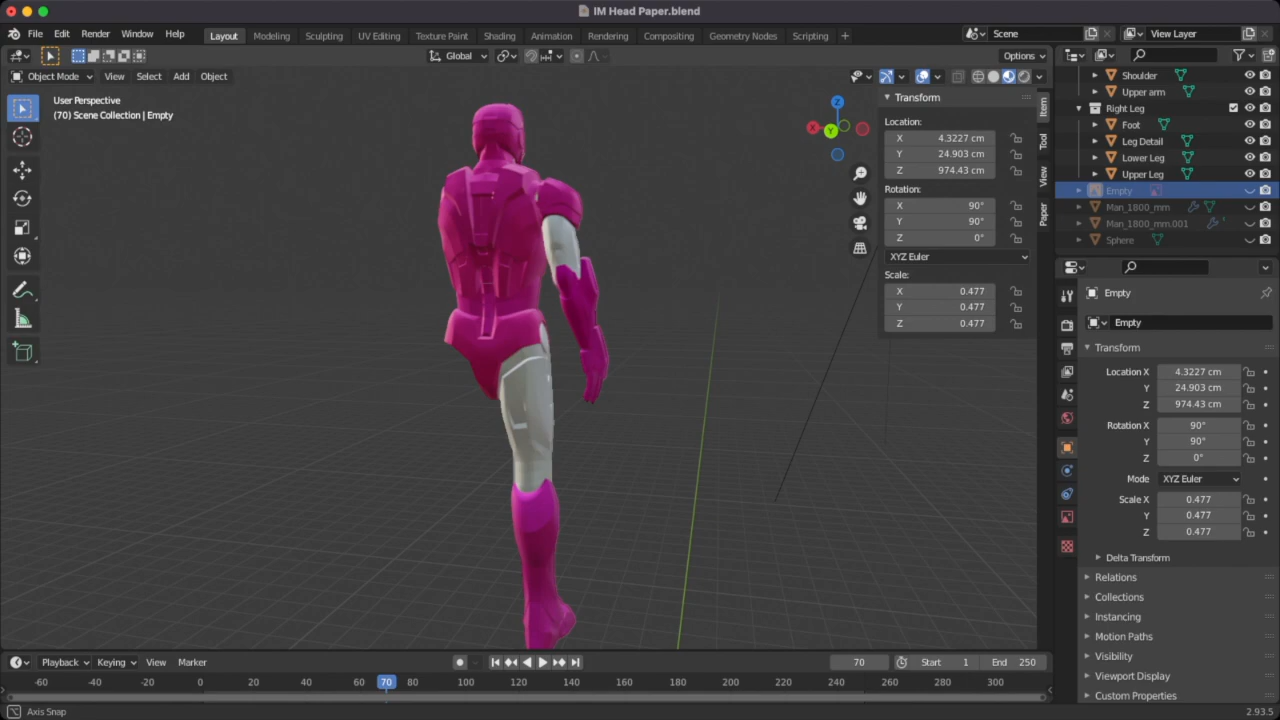 IM Head Paper.blend
File Edit Render Window Help
Layout Modeling Sculpting UV Editing Texture Paint Shading Animation Rendering Compositing Geometry Nodes Scripting +
Scene
View Layer
Global
Options
Object Mode View Select Add Object
User Perspective
(70) Scene Collection | Empty
Z
X
Y
Transform
Location:
X 4.3227 cm
Y 24.903 cm
Z 974.43 cm
Rotation:
X 90°
Y 90°
Z 0°
XYZ Euler
Scale:
X 0.477
Y 0.477
Z 0.477
Item
Tool
View
Paper
Shoulder
Upper arm
Right Leg
Foot
Leg Detail
Lower Leg
Upper Leg
Empty
Man_1800_mm
Man_1800_mm.001
Sphere
Empty
Empty
Transform
Location X 4.3227 cm
Y 24.903 cm
Z 974.43 cm
Rotation X 90°
Y 90°
Z 0°
Mode XYZ Euler
Scale X 0.477
Y 0.477
Z 0.477
Delta Transform
Relations
Collections
Instancing
Motion Paths
Visibility
Viewport Display
Custom Properties
Playback Keying View Marker
70 Start 1 End 250
-60 -40 -20 0 20 40 60 70 80 100 120 140 160 180 200 220 240 260 280 300
Axis Snap
2.93.5